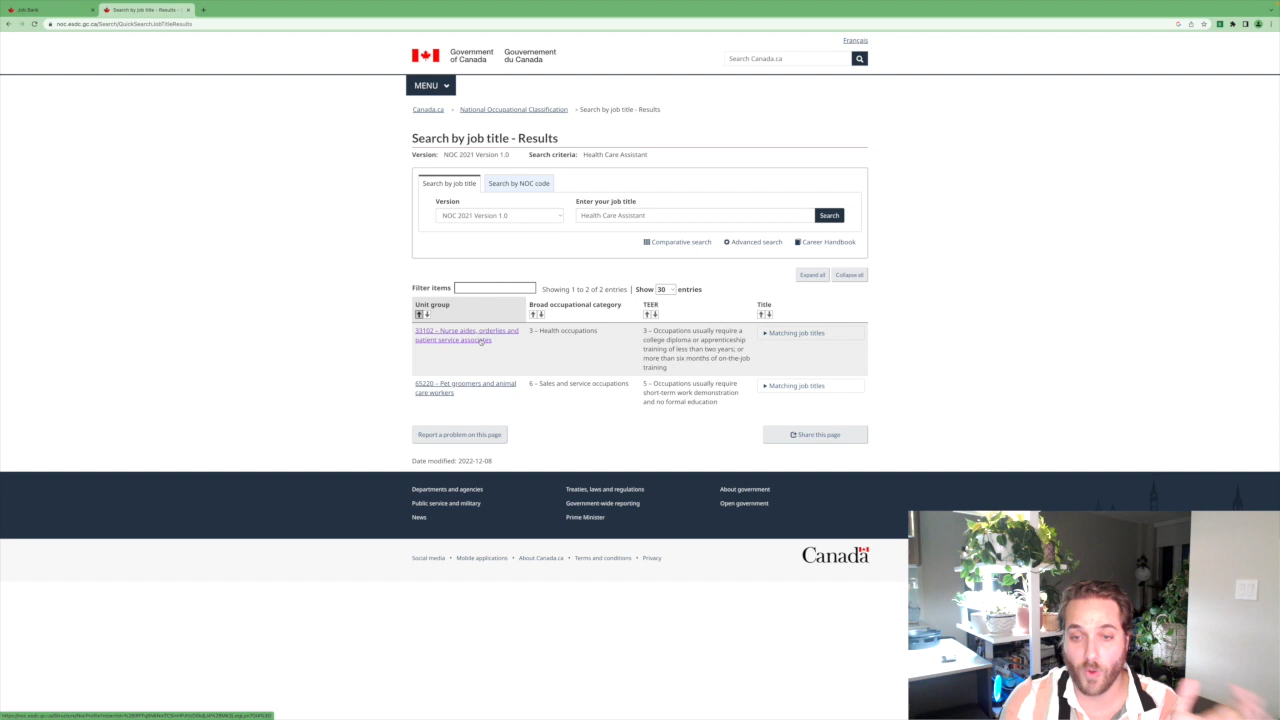 Job Bank
Search by job title - Results -
noc.esdc.gc.ca/Search/QuickSearchJobTitleResults
Français
Government of Canada
Gouvernement du Canada
Search Canada.ca
MENU
Canada.ca
National Occupational Classification
Search by job title - Results
Search by job title - Results
Version: NOC 2021 Version 1.0 Search criteria: Health Care Assistant
Search by job title
Search by NOC code
Version
Enter your job title
NOC 2021 Version 1.0
Health Care Assistant
Search
Comparative search
Advanced search
Career Handbook
Expand all
Collapse all
Filter items
Showing 1 to 2 of 2 entries | Show 30 entries
Unit group
Broad occupational category
TEER
Title
33102 – Nurse aides, orderlies and
patient service associates
3 – Health occupations
3 – Occupations usually require a
college diploma or apprenticeship
training of less than two years; or
more than six months of on-the-job
training
Matching job titles
65220 – Pet groomers and animal
care workers
6 – Sales and service occupations
5 – Occupations usually require
short-term work demonstration
and no formal education
Matching job titles
Report a problem on this page
Share this page
Date modified: 2022-12-08
Departments and agencies
Treaties, laws and regulations
About government
Public service and military
Government-wide reporting
Open government
News
Prime Minister
Social media • Mobile applications • About Canada.ca • Terms and conditions • Privacy
Canada